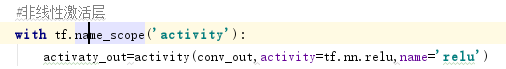 #非线性激活层
with tf.name_scope('activity'):
activaty_out=activity(conv_out,activity=tf.nn.relu,name='relu')